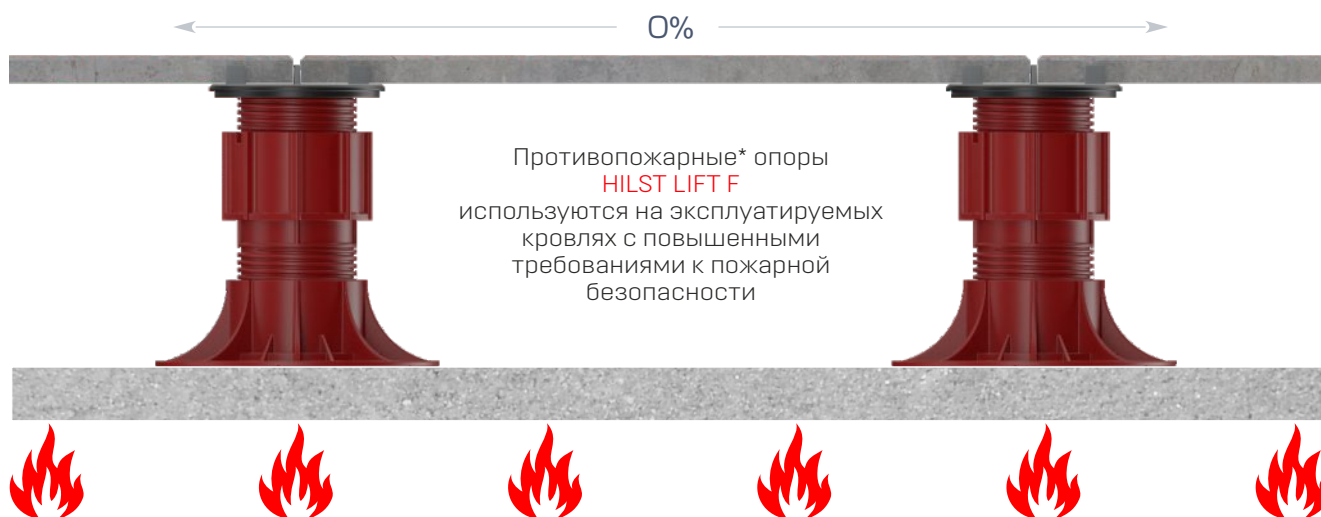 0%
Противопожарные* опоры
HILST LIFT F
используются на эксплуатируемых
кровлях с повышенными
требованиями к пожарной
безопасности